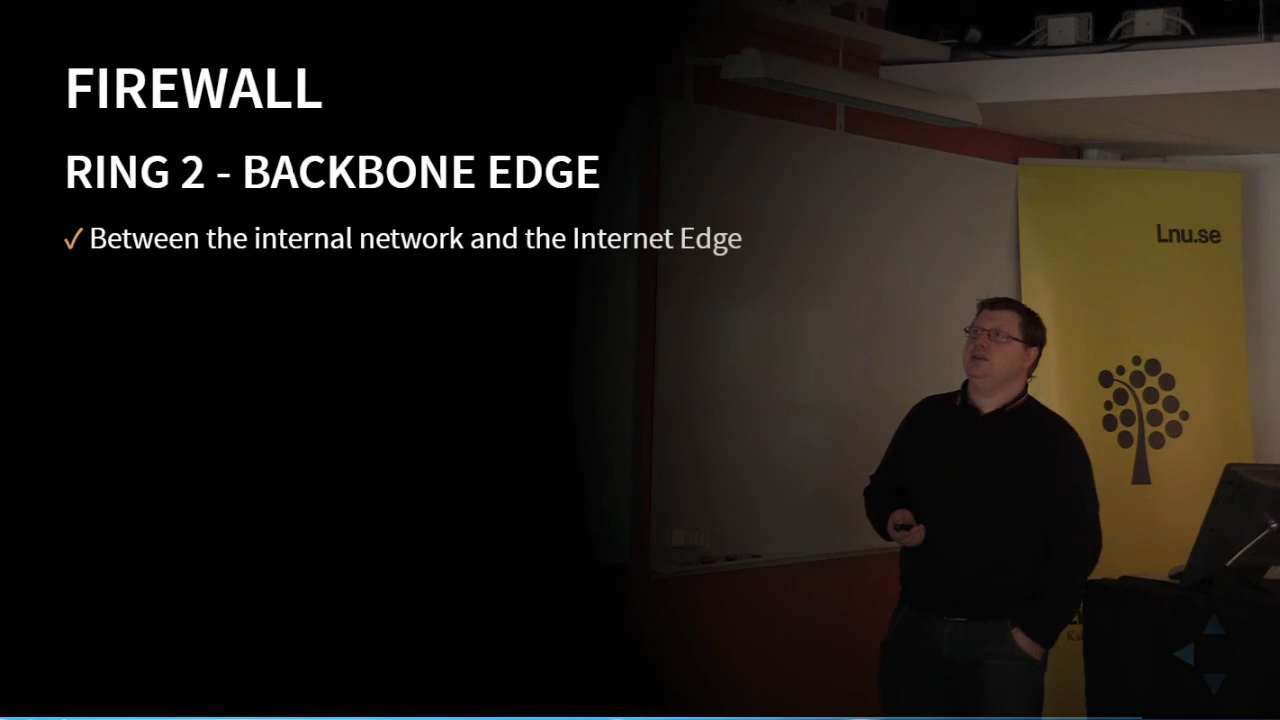 FIREWALL
RING 2 - BACKBONE EDGE
✓ Between the internal network and the Internet Edge
Lnu.se